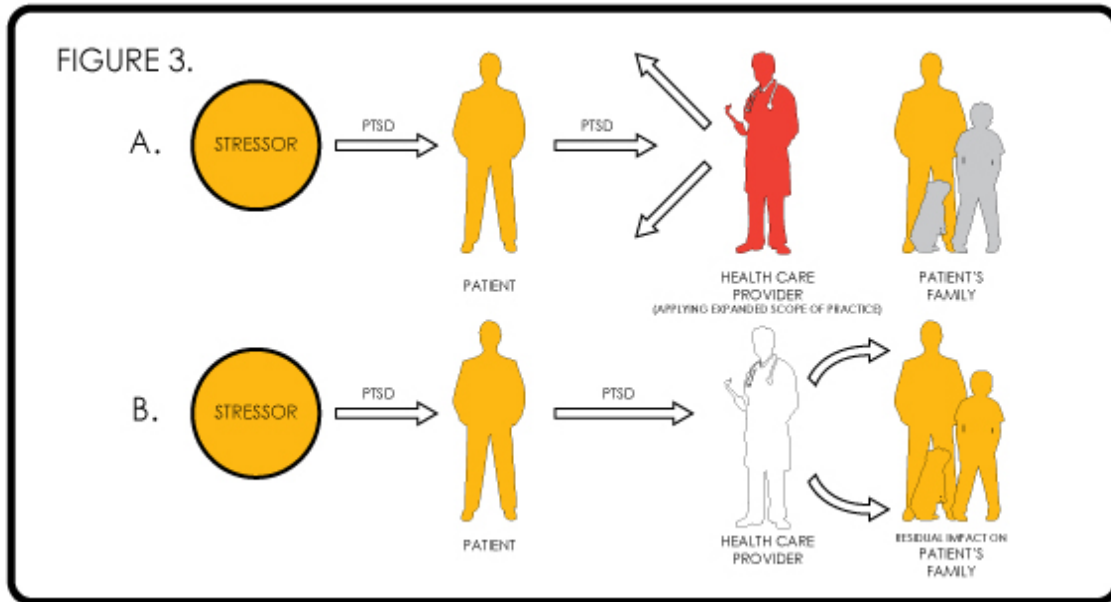 FIGURE 3.
A.
STRESSOR
PTSD
PTSD
PATIENT
HEALTH CARE
PROVIDER
(APPLYING EXPANDED SCOPE OF PRACTICE)
PATIENT'S
FAMILY
B.
STRESSOR
PTSD
PTSD
PATIENT
HEALTH CARE
PROVIDER
RESIDUAL IMPACT ON
PATIENT'S
FAMILY